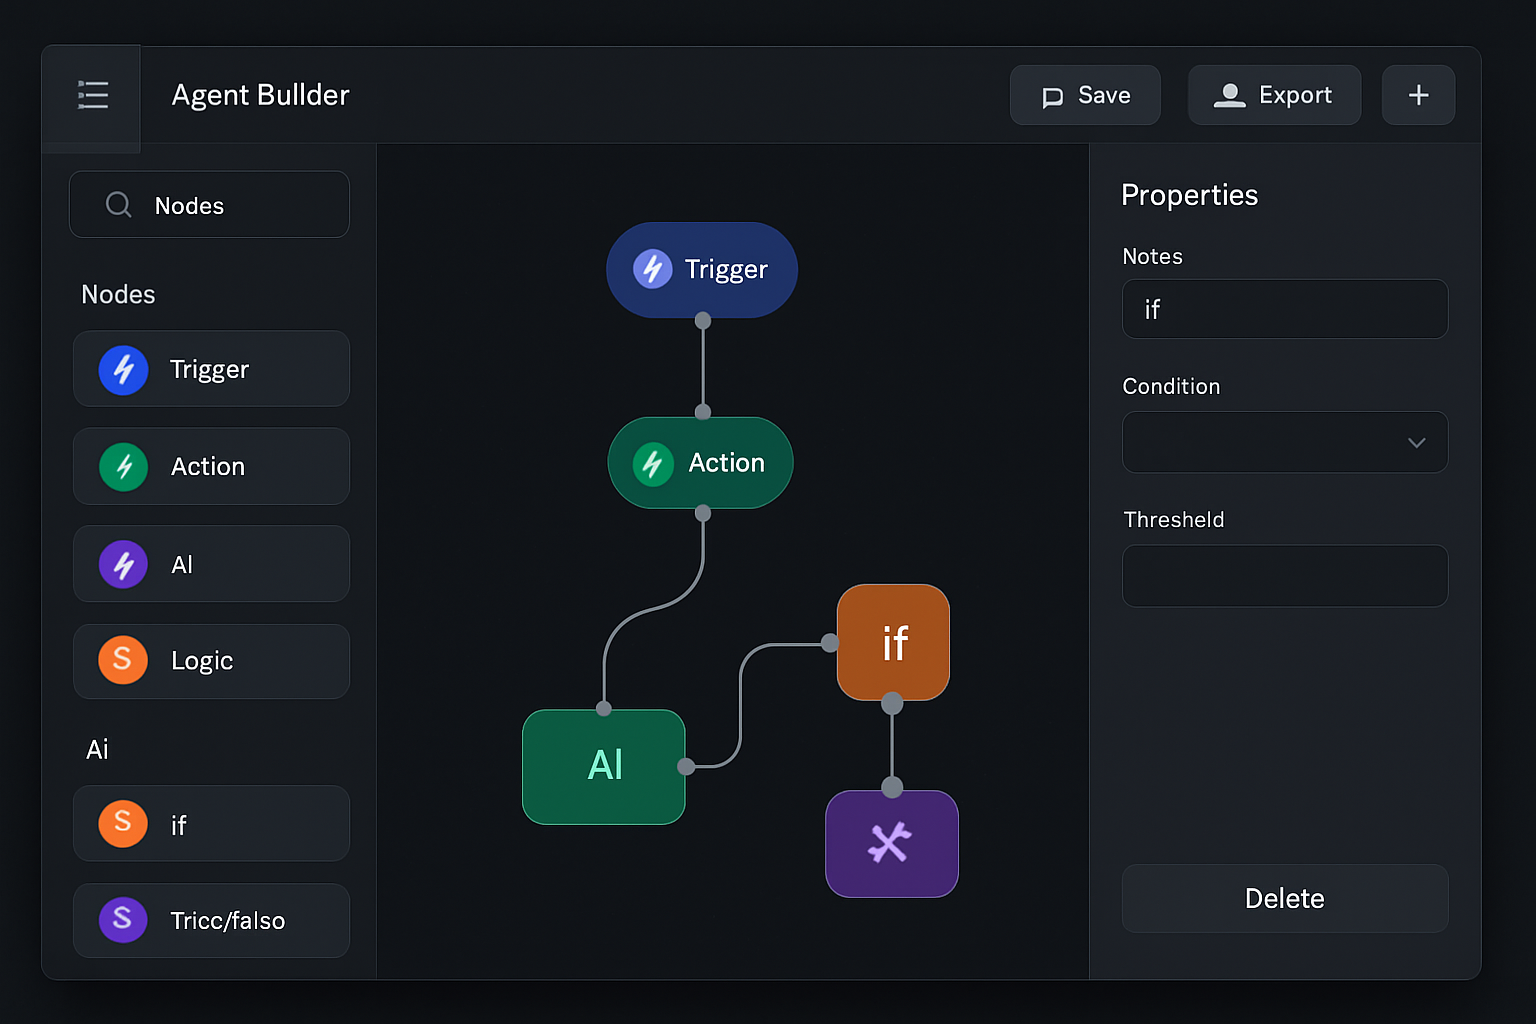 Agent Bullder
Save
Export
+
Nodes
Nodes
Trigger
Action
AI
S
Logic
Ai
S
if
S
Tricc/falso
Trigger
Action
AI
if
Properties
Notes
if
Condition
Thresheld
Delete